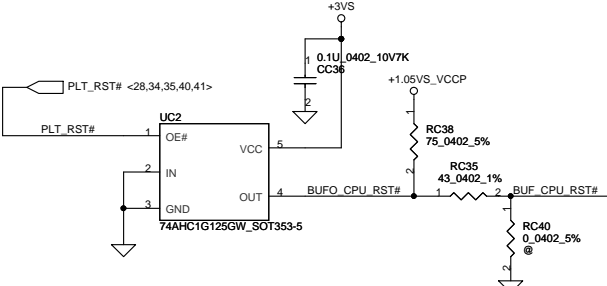 +3VS
1
0.1U_0402_10V7K
CC36
2
+1.05VS_VCCP
PLT_RST# <28,34,35,40,41>
UC2
1
RC38
75_0402_5%
2
PLT_RST#
1
OE#
VCC
5
RC35
43_0402_1%
2
IN
OUT
4
BUFO_CPU_RST#
1
2
BUF_CPU_RST#
3
GND
74AHC1G125GW_SOT353-5
1
RC40
0_0402_5%
@
2